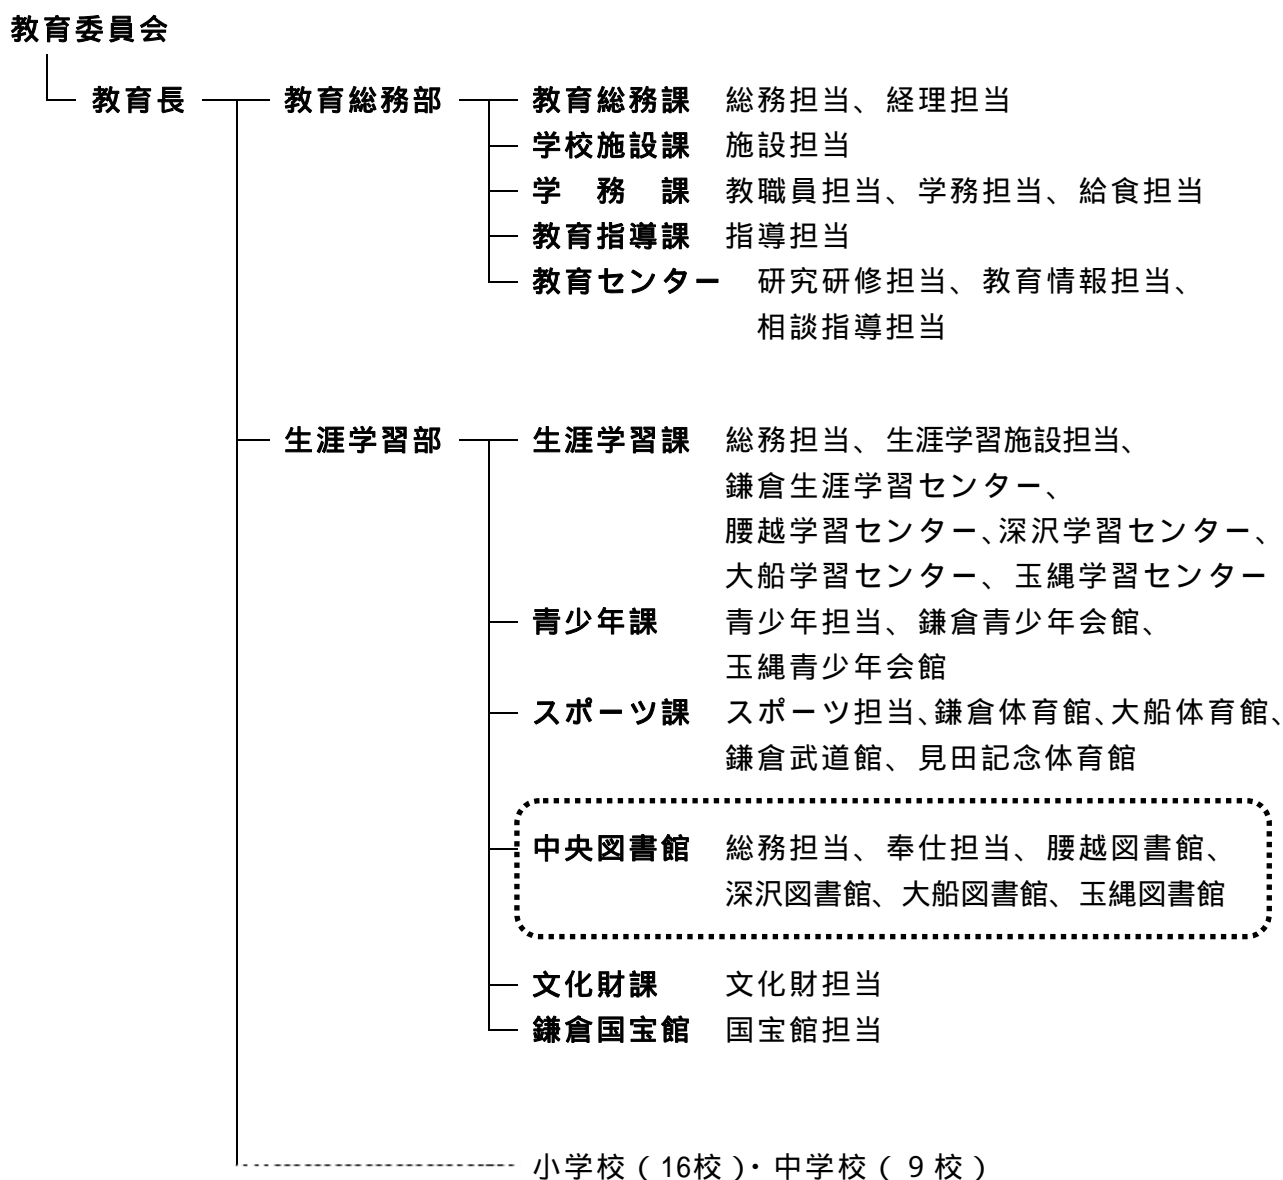 教育委員会
教育長 教育総務部 教育総務課 総務担当、経理担当
学校施設課 施設担当
学 務 課 教職員担当、学務担当、給食担当
教育指導課 指導担当
教育センター 研究研修担当、教育情報担当、
相談指導担当
生涯学習部 生涯学習課 総務担当、生涯学習施設担当、
鎌倉生涯学習センター、
腰越学習センター、深沢学習センター、
大船学習センター、玉縄学習センター
青少年課 青少年担当、鎌倉青少年会館、
玉縄青少年会館
スポーツ課 スポーツ担当、鎌倉体育館、大船体育館、
鎌倉武道館、見田記念体育館
中央図書館 総務担当、奉仕担当、腰越図書館、
深沢図書館、大船図書館、玉縄図書館
文化財課 文化財担当
鎌倉国宝館 国宝館担当
小学校(16校)・中学校(9校)